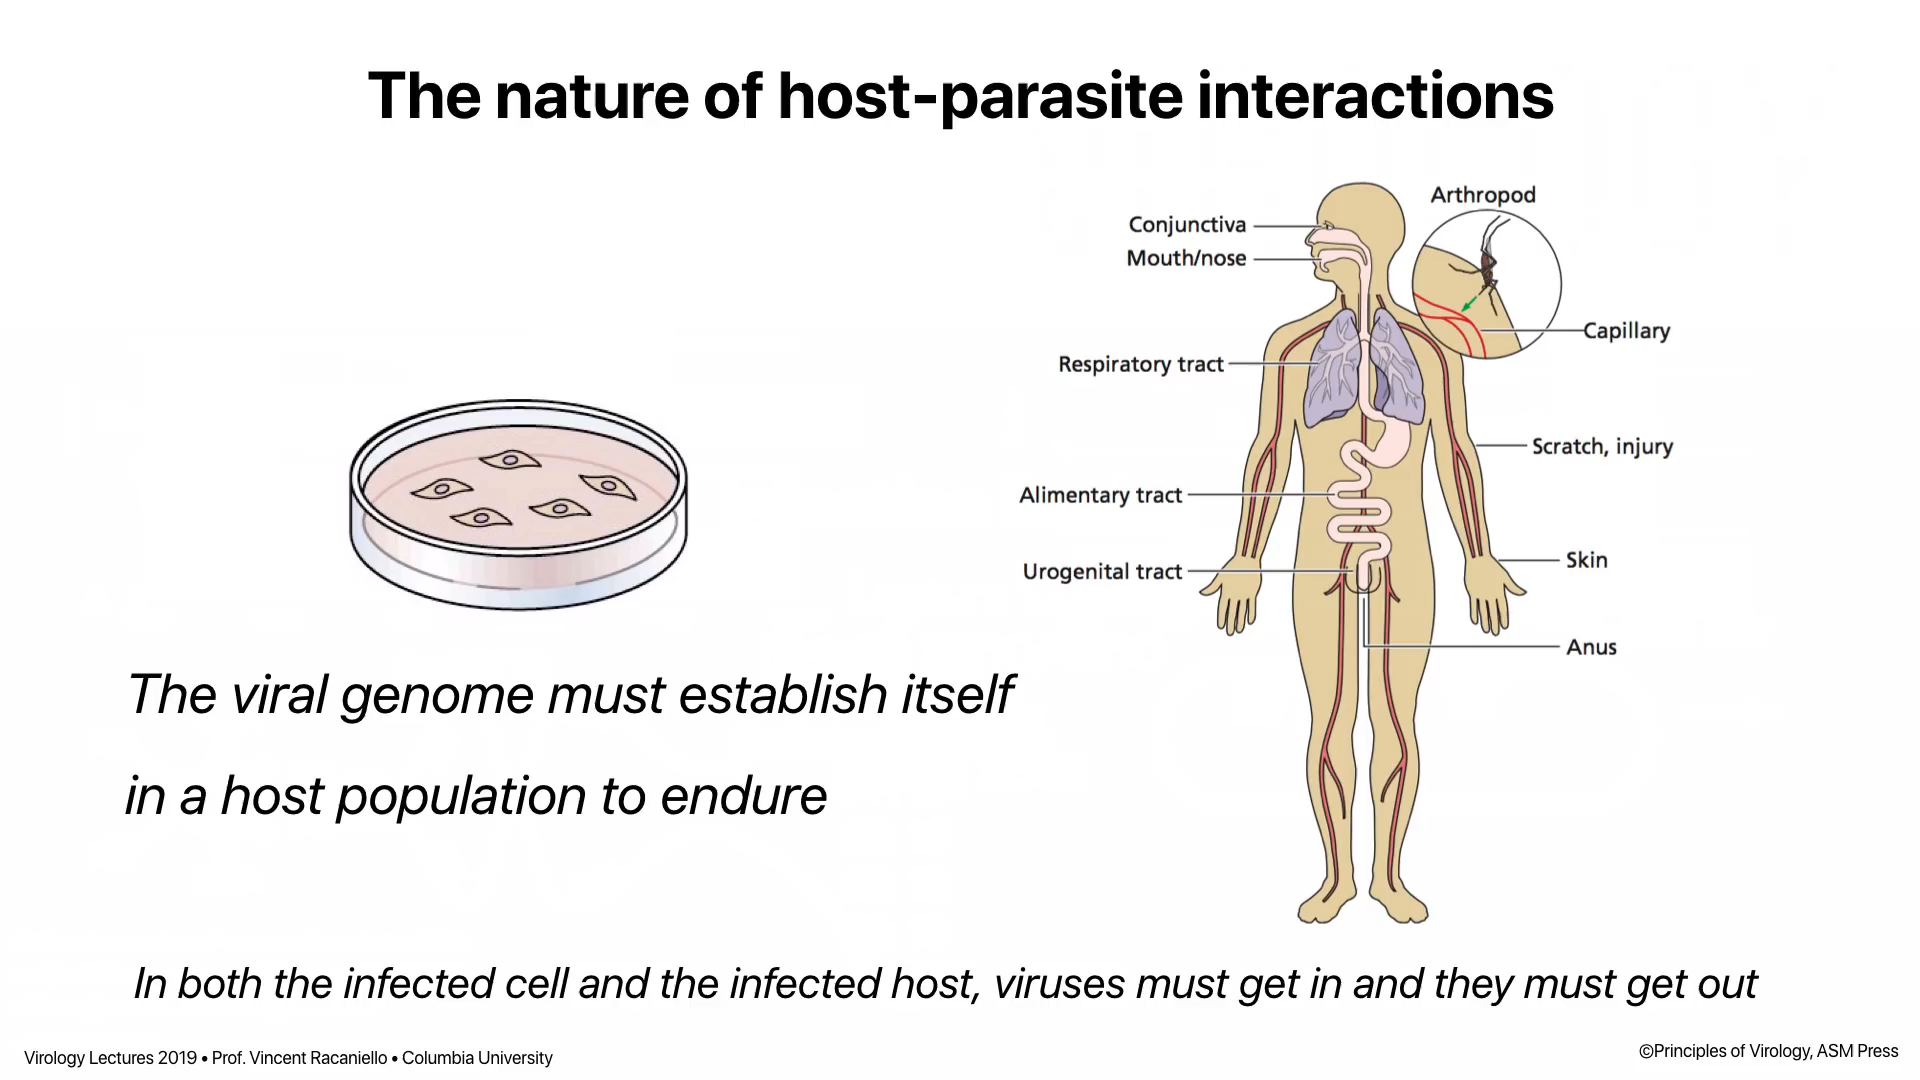 The nature of host-parasite interactions
Arthropod
Conjunctiva
Mouth/nose
Capillary
Respiratory tract
Scratch, injury
Alimentary tract
Skin
Urogenital tract
Anus
The viral genome must establish itself
in a host population to endure
In both the infected cell and the infected host, viruses must get in and they must get out
Virology Lectures 2019 • Prof. Vincent Racaniello • Columbia University
©Principles of Virology, ASM Press